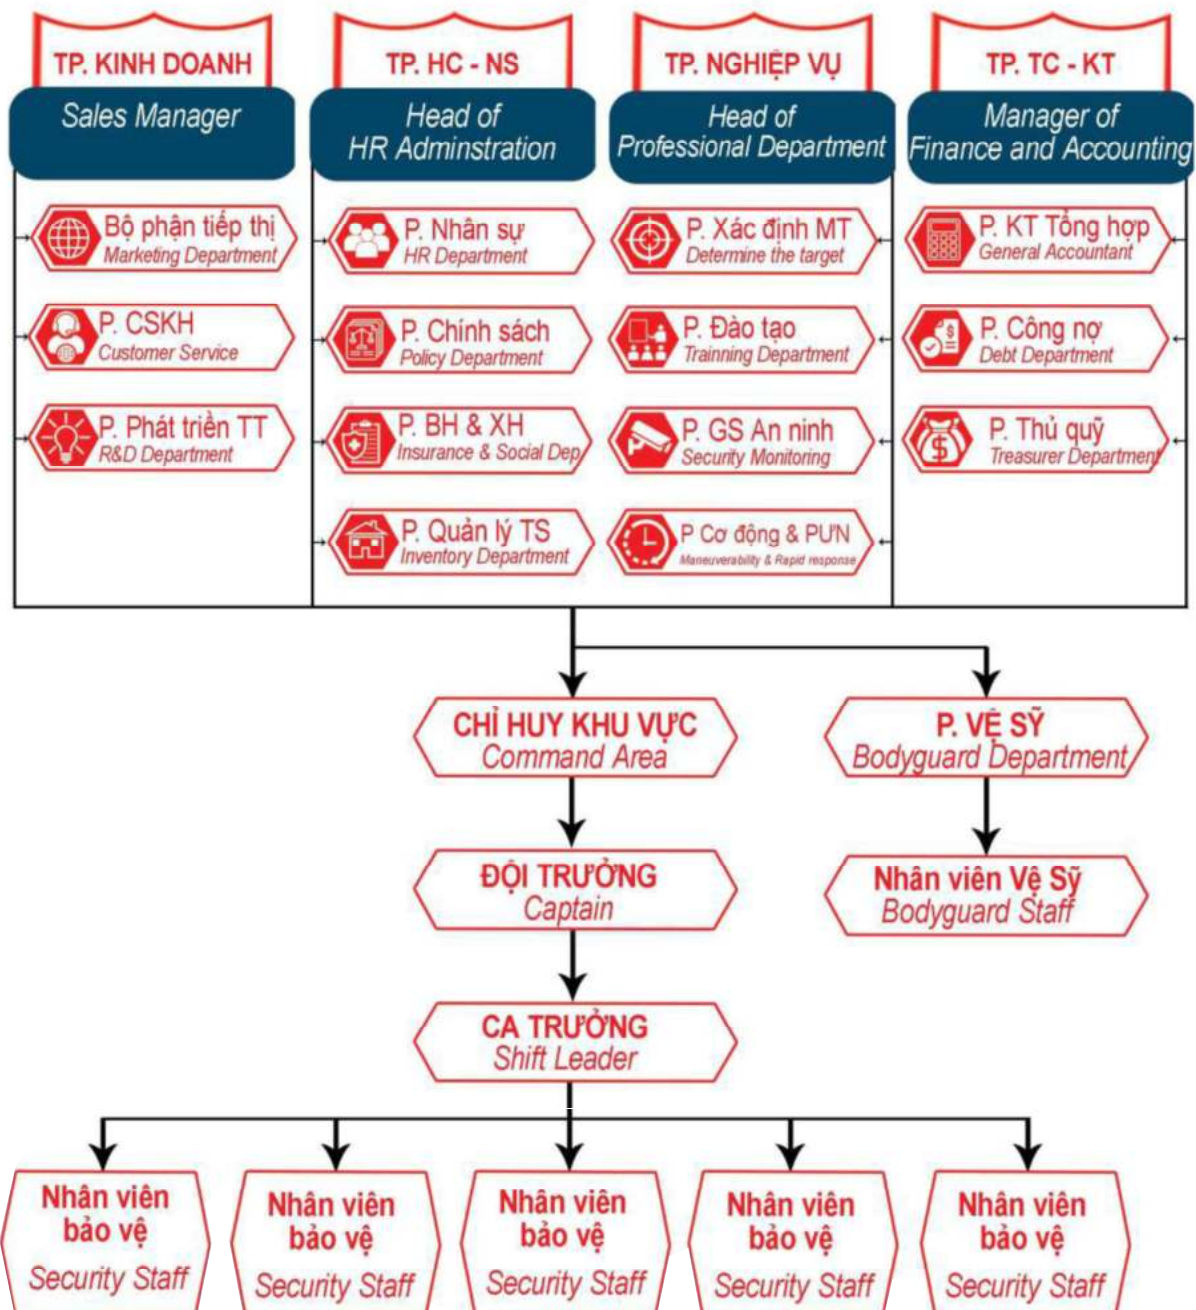 TP. KINH DOANH
Sales Manager
Bộ phận tiếp thị
Marketing Department
P. CSKH
Customer Service
P. Phát triển TT
R&D Department
TP. HC - NS
Head of
HR Adminstration
P. Nhân sự
HR Department
P. Chính sách
Policy Department
P. BH & XH
Insurance & Social Dep
P. Quản lý TS
Inventory Department
TP. NGHIỆP VỤ
Head of
Professional Department
P. Xác định MT
Determine the target
P. Đào tạo
Trainning Department
P. GS An ninh
Security Monitoring
P Cơ động & PƯN
Maneuverability & Rapid response
TP. TC - KT
Manager of
Finance and Accounting
P. KT Tổng hợp
General Accountant
P. Công nợ
Debt Department
P. Thủ quỹ
Treasurer Department
CHỈ HUY KHU VỰC
Command Area
P. VỆ SỸ
Bodyguard Department
ĐỘI TRƯỞNG
Captain
Nhân viên Vệ Sỹ
Bodyguard Staff
CA TRƯỞNG
Shift Leader
Nhân viên
bảo vệ
Security Staff
Nhân viên
bảo vệ
Security Staff
Nhân viên
bảo vệ
Security Staff
Nhân viên
bảo vệ
Security Staff
Nhân viên
bảo vệ
Security Staff